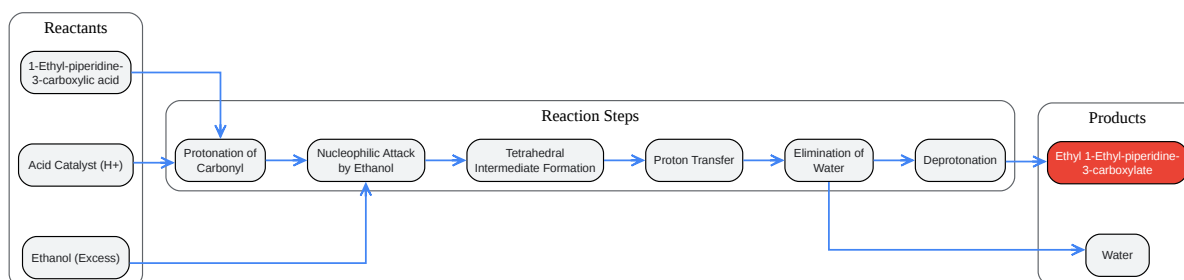 Reactants
1-Ethyl-piperidine-
3-carboxylic acid
Acid Catalyst (H+)
Ethanol (Excess)
Reaction Steps
Protonation of
Carbonyl
Nucleophilic Attack
by Ethanol
Tetrahedral
Intermediate Formation
Proton Transfer
Elimination of
Water
Deprotonation
Products
Ethyl 1-Ethyl-piperidine-
3-carboxylate
Water